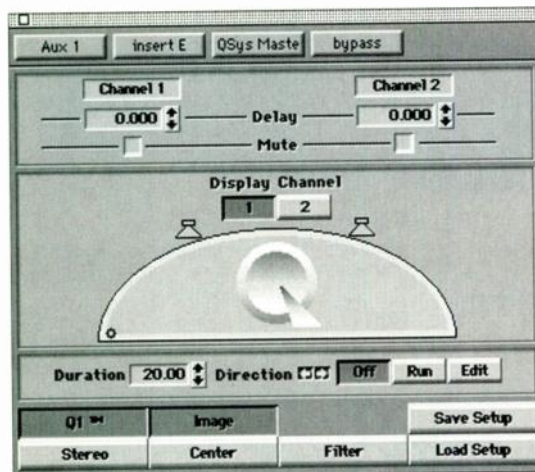 Aux 1 insert E QSys Maste bypass
Channel 1 Channel 2
0.000 Delay 0.000
Mute
Display Channel
1 2
Duration 20.00 Direction Off Run Edit
Q1 Image Save Setup
Stereo Center Filter Load Setup